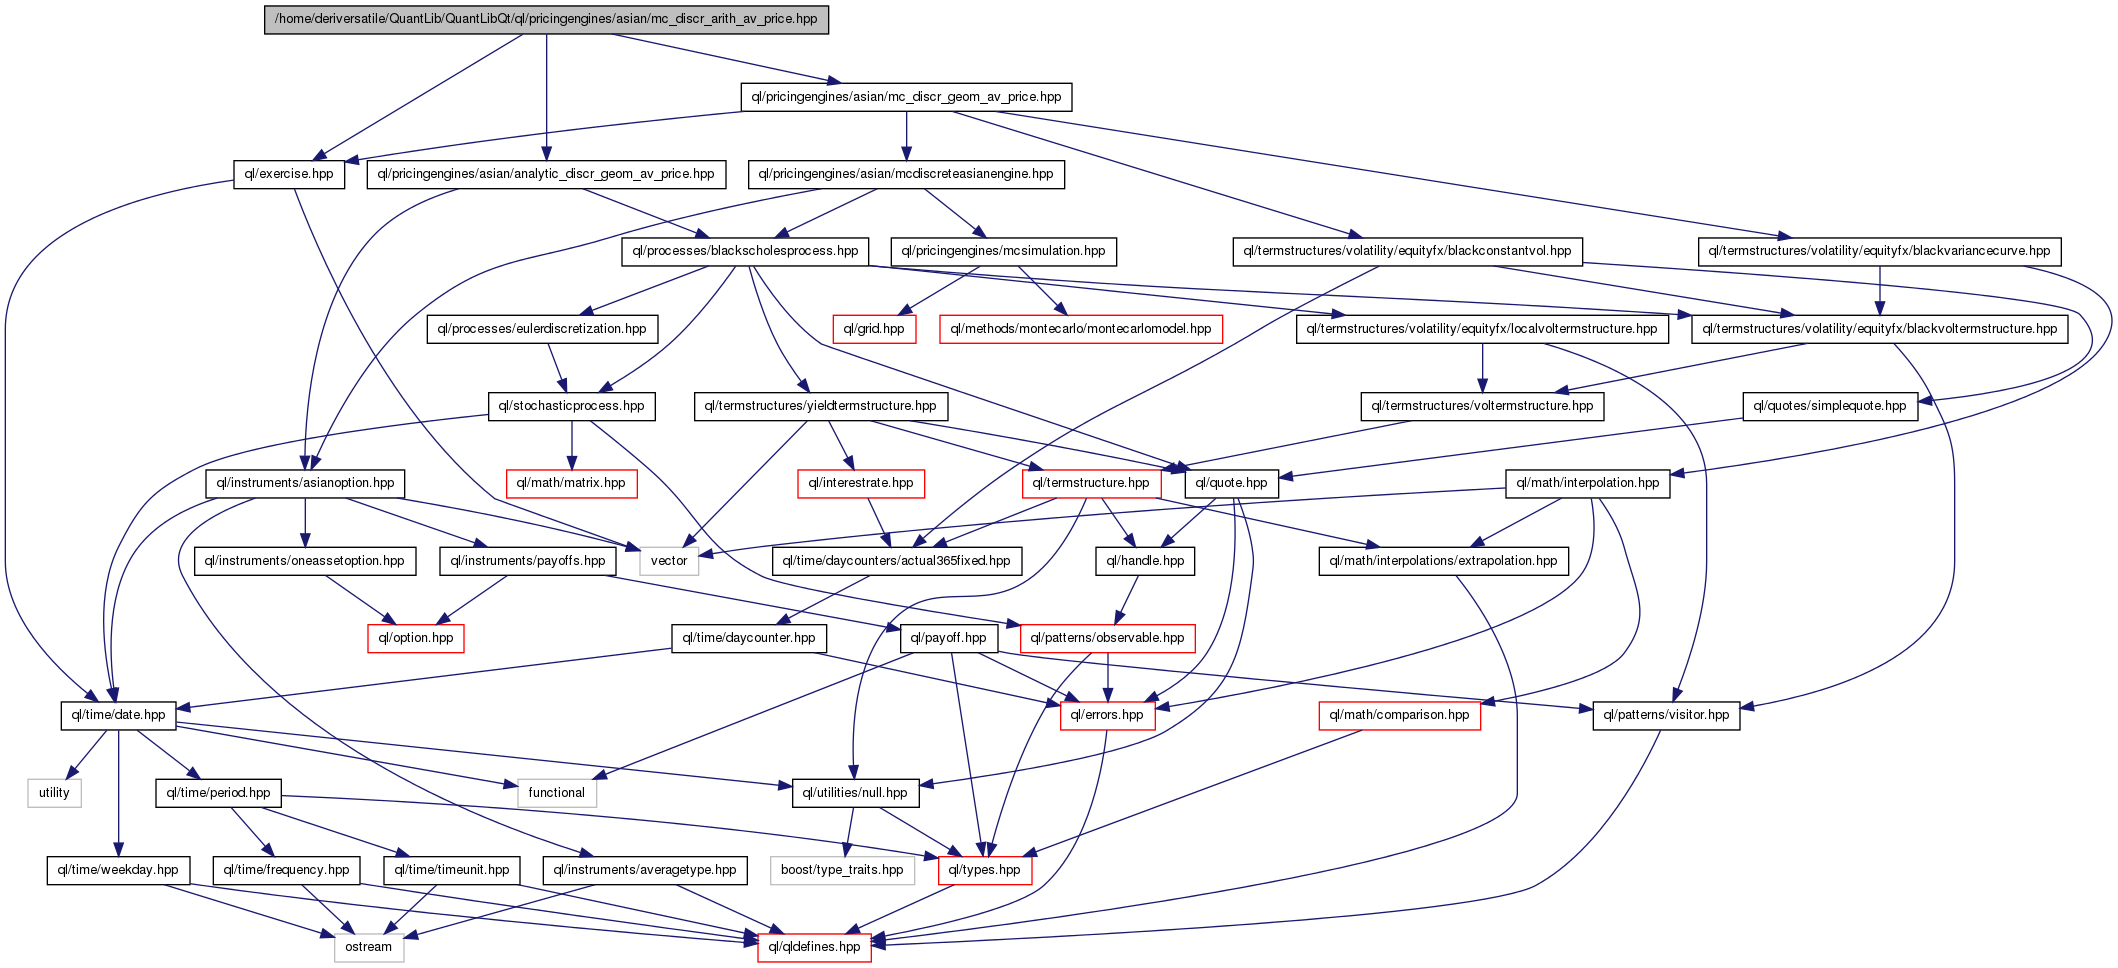 /home/deriversatile/QuantLib/QuantLibQt/ql/pricingengines/asian/mc_discr_arith_av_price.hpp
ql/pricingengines/asian/mc_discr_geom_av_price.hpp
ql/exercise.hpp
ql/pricingengines/asian/analytic_discr_geom_av_price.hpp
ql/pricingengines/asian/mcdiscreteasianengine.hpp
ql/processes/blackscholesprocess.hpp
ql/pricingengines/mcsimulation.hpp
ql/termstructures/volatility/equityfx/blackconstantvol.hpp
ql/termstructures/volatility/equityfx/blackvariancecurve.hpp
ql/processes/eulerdiscretization.hpp
ql/grid.hpp
ql/methods/montecarlo/montecarlomodel.hpp
ql/termstructures/volatility/equityfx/localvoltermstructure.hpp
ql/termstructures/volatility/equityfx/blackvoltermstructure.hpp
ql/stochasticprocess.hpp
ql/termstructures/yieldtermstructure.hpp
ql/termstructures/voltermstructure.hpp
ql/quotes/simplequote.hpp
ql/instruments/asianoption.hpp
ql/math/matrix.hpp
ql/interestrate.hpp
ql/termstructure.hpp
ql/quote.hpp
ql/math/interpolation.hpp
ql/instruments/oneassetoption.hpp
ql/instruments/payoffs.hpp
vector
ql/time/daycounters/actual365fixed.hpp
ql/handle.hpp
ql/math/interpolations/extrapolation.hpp
ql/option.hpp
ql/time/daycounter.hpp
ql/payoff.hpp
ql/patterns/observable.hpp
ql/time/date.hpp
ql/errors.hpp
ql/math/comparison.hpp
ql/patterns/visitor.hpp
utility
ql/time/period.hpp
functional
ql/utilities/null.hpp
ql/time/weekday.hpp
ql/time/frequency.hpp
ql/time/timeunit.hpp
ql/instruments/averagetype.hpp
boost/type_traits.hpp
ql/types.hpp
ostream
ql/qldefines.hpp